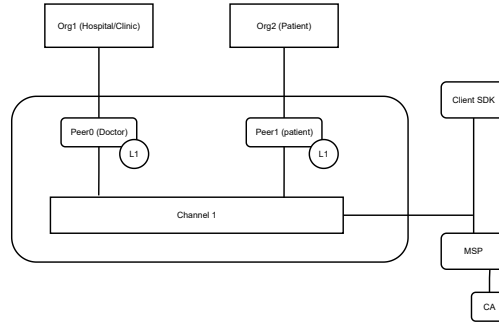 Org1 (Hospital/Clinic)
Org2 (Patient)
Client SDK
Peer0 (Doctor)
L1
Peer1 (patient)
L1
Channel 1
MSP
CA